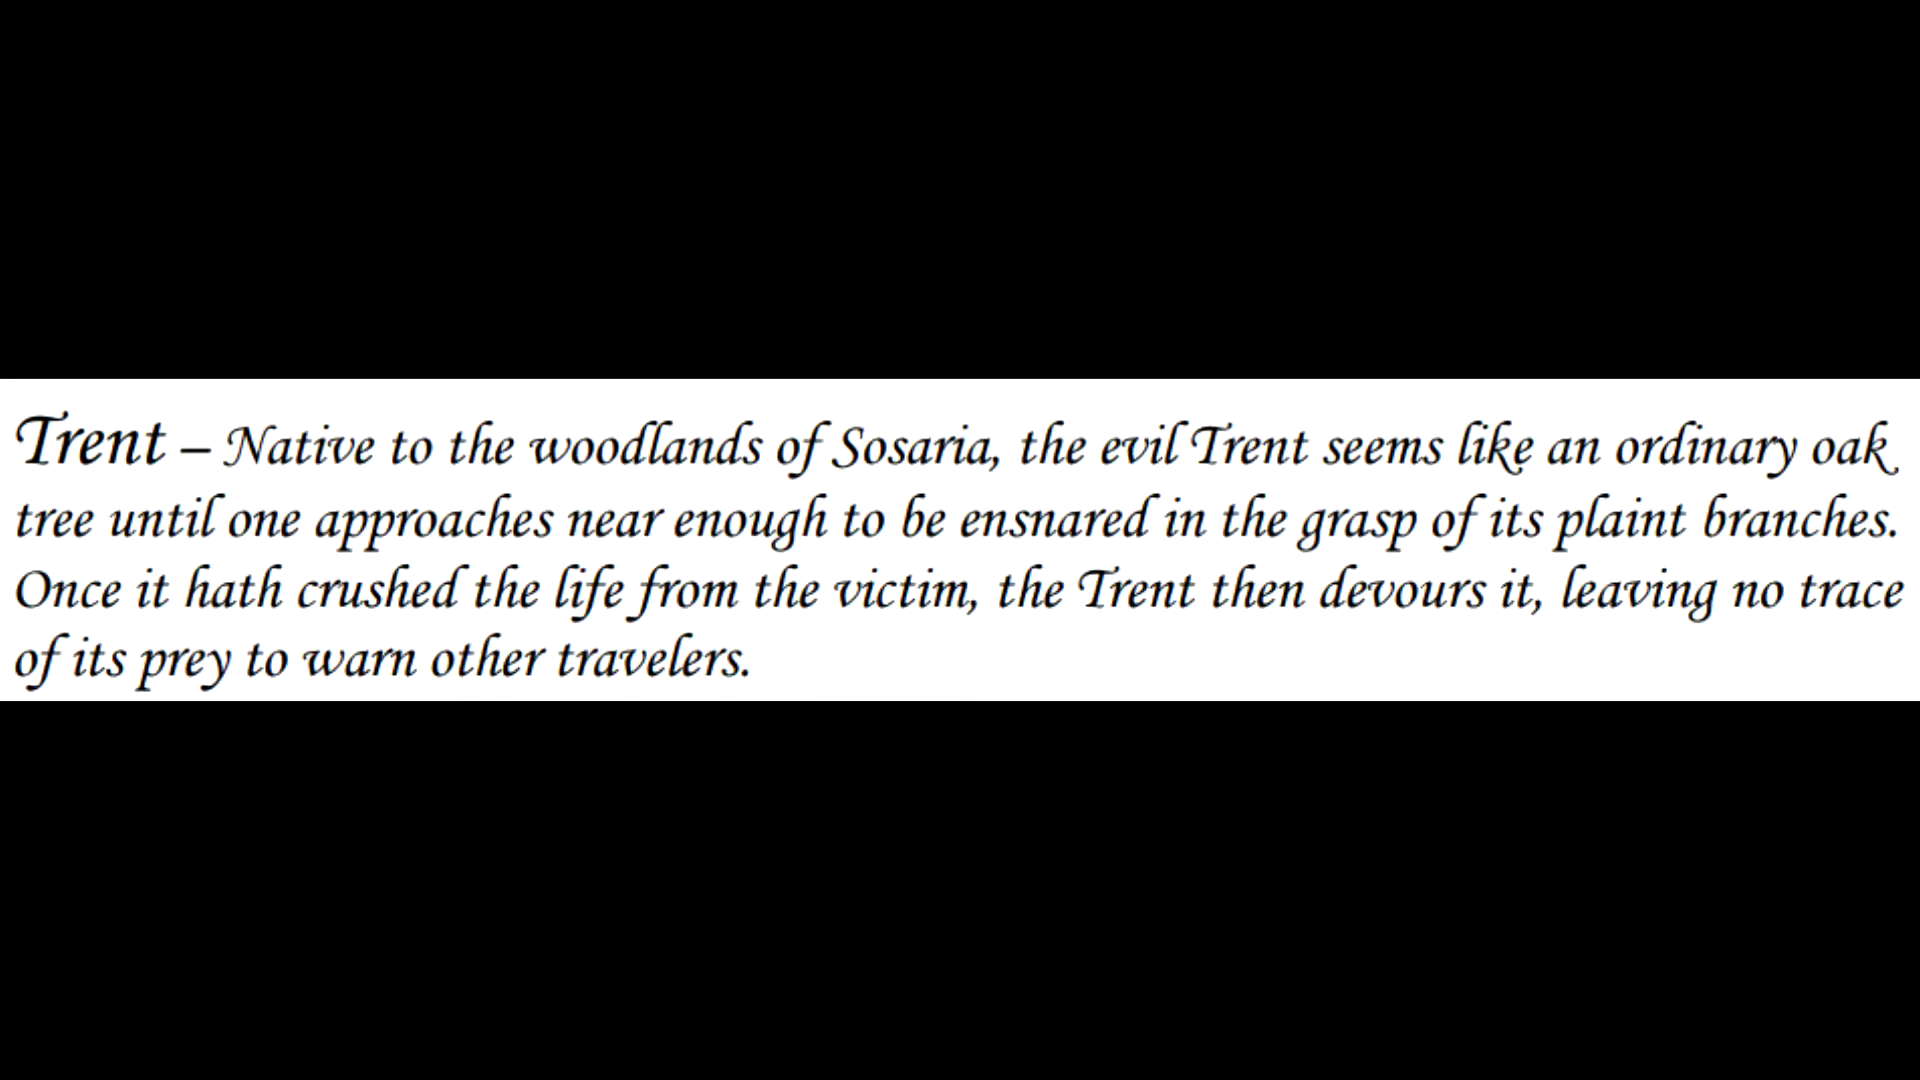 Trent – Native to the woodlands of Sosaria, the evil Trent seems like an ordinary oak
tree until one approaches near enough to be ensnared in the grasp of its plaint branches.
Once it hath crushed the life from the victim, the Trent then devours it, leaving no trace
of its prey to warn other travelers.